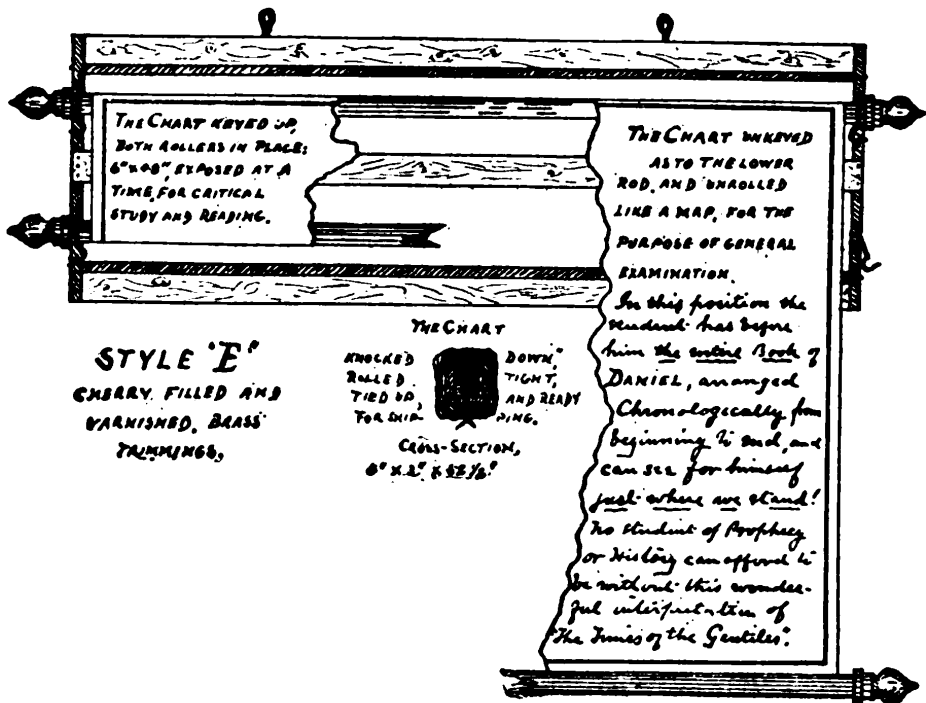 THE CHART KEYED UP,
BOTH ROLLERS IN PLACE;
6"x48", EXPOSED AT A
TIME, FOR CRITICAL
STUDY AND READING.
THE CHART UNKEYED
AS TO THE LOWER
ROD, AND UNROLLED
LIKE A MAP, FOR THE
PURPOSE OF GENERAL
EXAMINATION.
In this position the
student has before
him the entire Book of
DANIEL, arranged
Chronologically from
beginning to end, and
can see for himself
just where we stand!
No student of Prophecy
or History can afford to
be without this wonder-
ful interpretation of
"The Times of the Gentiles".
STYLE "E"
CHERRY FILLED AND
VARNISHED, BRASS
TRIMMINGS,
THE CHART
KNOCKED DOWN,"
ROLLED TIGHT,
TIED UP, AND READY
FOR SHIP PING.
CROSS-SECTION,
2" x